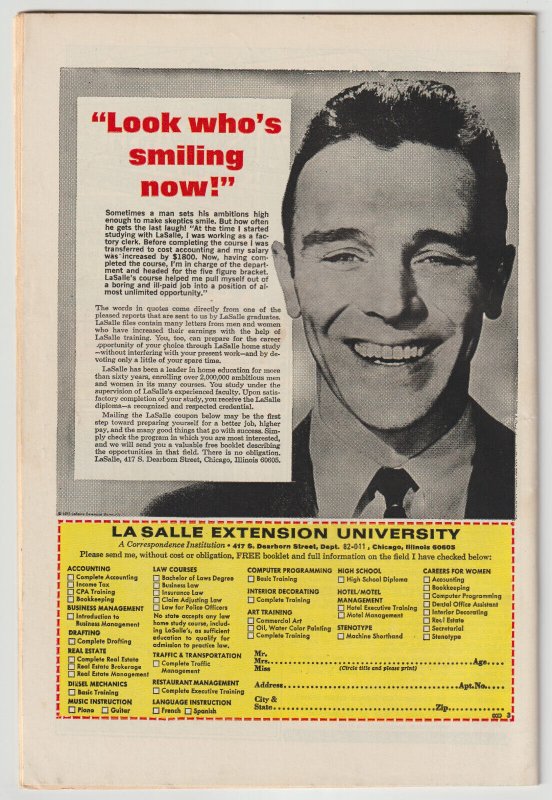 “Look who’s
smiling
now!”
Sometimes a man sets his ambitions high
enough to make skeptics smile. But how often
he gets the last laugh! “At the time I started
studying with LaSalle, I was working as a fac-
tory clerk. Before completing the course I was
transferred to cost accounting and my salary
was increased by $1800. Now, having com-
pleted the course, I’m in charge of the depart-
ment and headed for the five figure bracket.
LaSalle’s course helped me pull myself out of
a boring and ill-paid job into a position of al-
most unlimited opportunity.”
The words in quotes come directly from one of the
pleased reports that are sent to us by LaSalle graduates.
LaSalle files contain many letters from men and women
who have increased their earnings with the help of
LaSalle training. You, too, can prepare for the career
opportunity of your choice through LaSalle home study
—without interfering with your present work—and by de-
voting only a little of your spare time.
LaSalle has been a leader in home education for more
than sixty years, enrolling over 2,000,000 ambitious men
and women in its many courses. You study under the
supervision of LaSalle’s experienced faculty. Upon satis-
factory completion of your study, you receive the LaSalle
diploma—a recognized and respected credential.
Mailing the LaSalle coupon below may be the first
step toward preparing yourself for a better job, higher
pay, and the many good things that go with success. Sim-
ply check the program in which you are most interested,
and we will send you a valuable free booklet describing
the opportunities in that field. There is no obligation.
LaSalle, 417 S. Dearborn Street, Chicago, Illinois 60605.
LA SALLE EXTENSION UNIVERSITY
A Correspondence Institution • 417 S. Dearborn Street, Dept. 82-011, Chicago, Illinois 60605
Please send me, without cost or obligation, FREE booklet and full information on the field I have checked below:
ACCOUNTING
Complete Accounting
Income Tax
CPA Training
Bookkeeping
BUSINESS MANAGEMENT
Introduction to
Business Management
DRAFTING
Complete Drafting
REAL ESTATE
Complete Real Estate
Real Estate Brokerage
Real Estate Management
DIESEL MECHANICS
Basic Training
MUSIC INSTRUCTION
Piano Guitar
LAW COURSES
Bachelor of Laws Degree
Business Law
Insurance Law
Claim Adjusting Law
Law for Police Officers
No state accepts any law
home study course, includ-
ing LaSalle’s, as sufficient
education to qualify for
admission to practice law.
TRAFFIC & TRANSPORTATION
Complete Traffic
Management
RESTAURANT MANAGEMENT
Complete Executive Training
LANGUAGE INSTRUCTION
French Spanish
COMPUTER PROGRAMMING
Basic Training
INTERIOR DECORATING
Complete Training
ART TRAINING
Commercial Art
Oil, Water Color Painting
Complete Training
HIGH SCHOOL
High School Diploma
HOTEL/MOTEL
MANAGEMENT
Hotel Executive Training
Motel Management
STENOTYPE
Machine Shorthand
CAREERS FOR WOMEN
Accounting
Bookkeeping
Computer Programming
Dental Office Assistant
Interior Decorating
Real Estate
Secretarial
Stenotype
Mr.
Mrs. Age
Miss (Circle title and please print)
Address Apt.No.
City &
State Zip
3